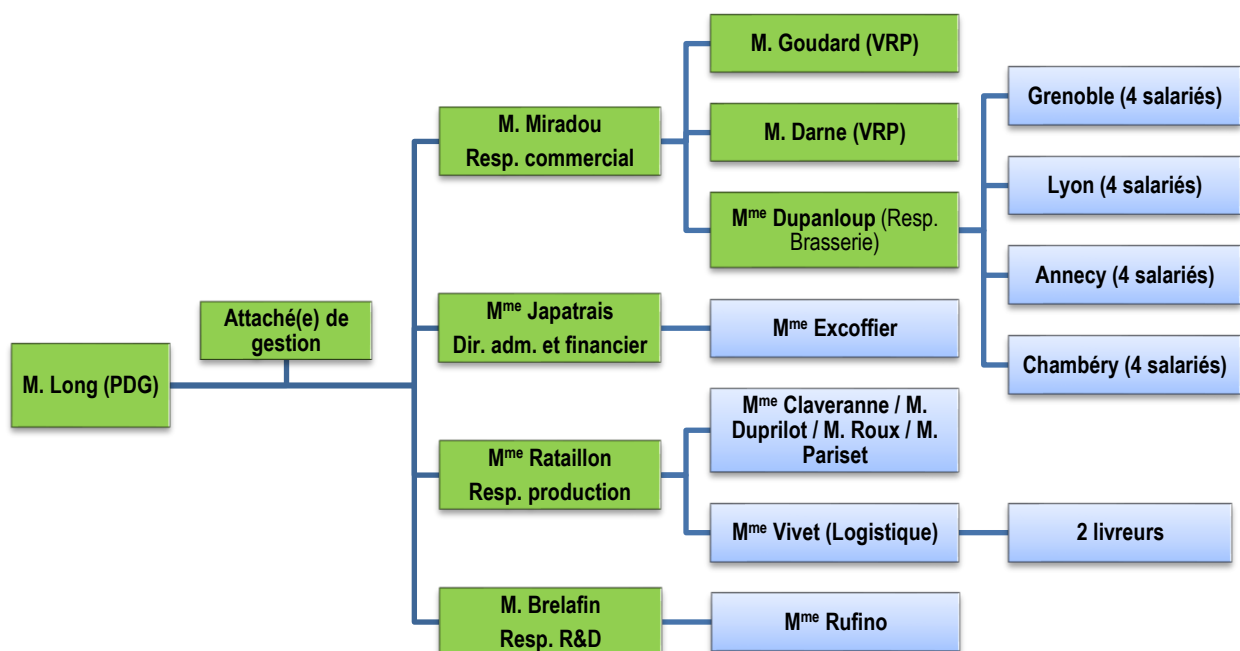 M. Long (PDG)
Attaché(e) de
gestion
M. Miradou
Resp. commercial
M. Goudard (VRP)
M. Darne (VRP)
Mme Dupanloup (Resp.
Brasserie)
Grenoble (4 salariés)
Lyon (4 salariés)
Annecy (4 salariés)
Chambéry (4 salariés)
Mme Japatrais
Dir. adm. et financier
Mme Excoffier
Mme Rataillon
Resp. production
Mme Claveranne / M.
Duprilot / M. Roux / M.
Pariset
Mme Vivet (Logistique)
2 livreurs
M. Brelafin
Resp. R&D
Mme Rufino